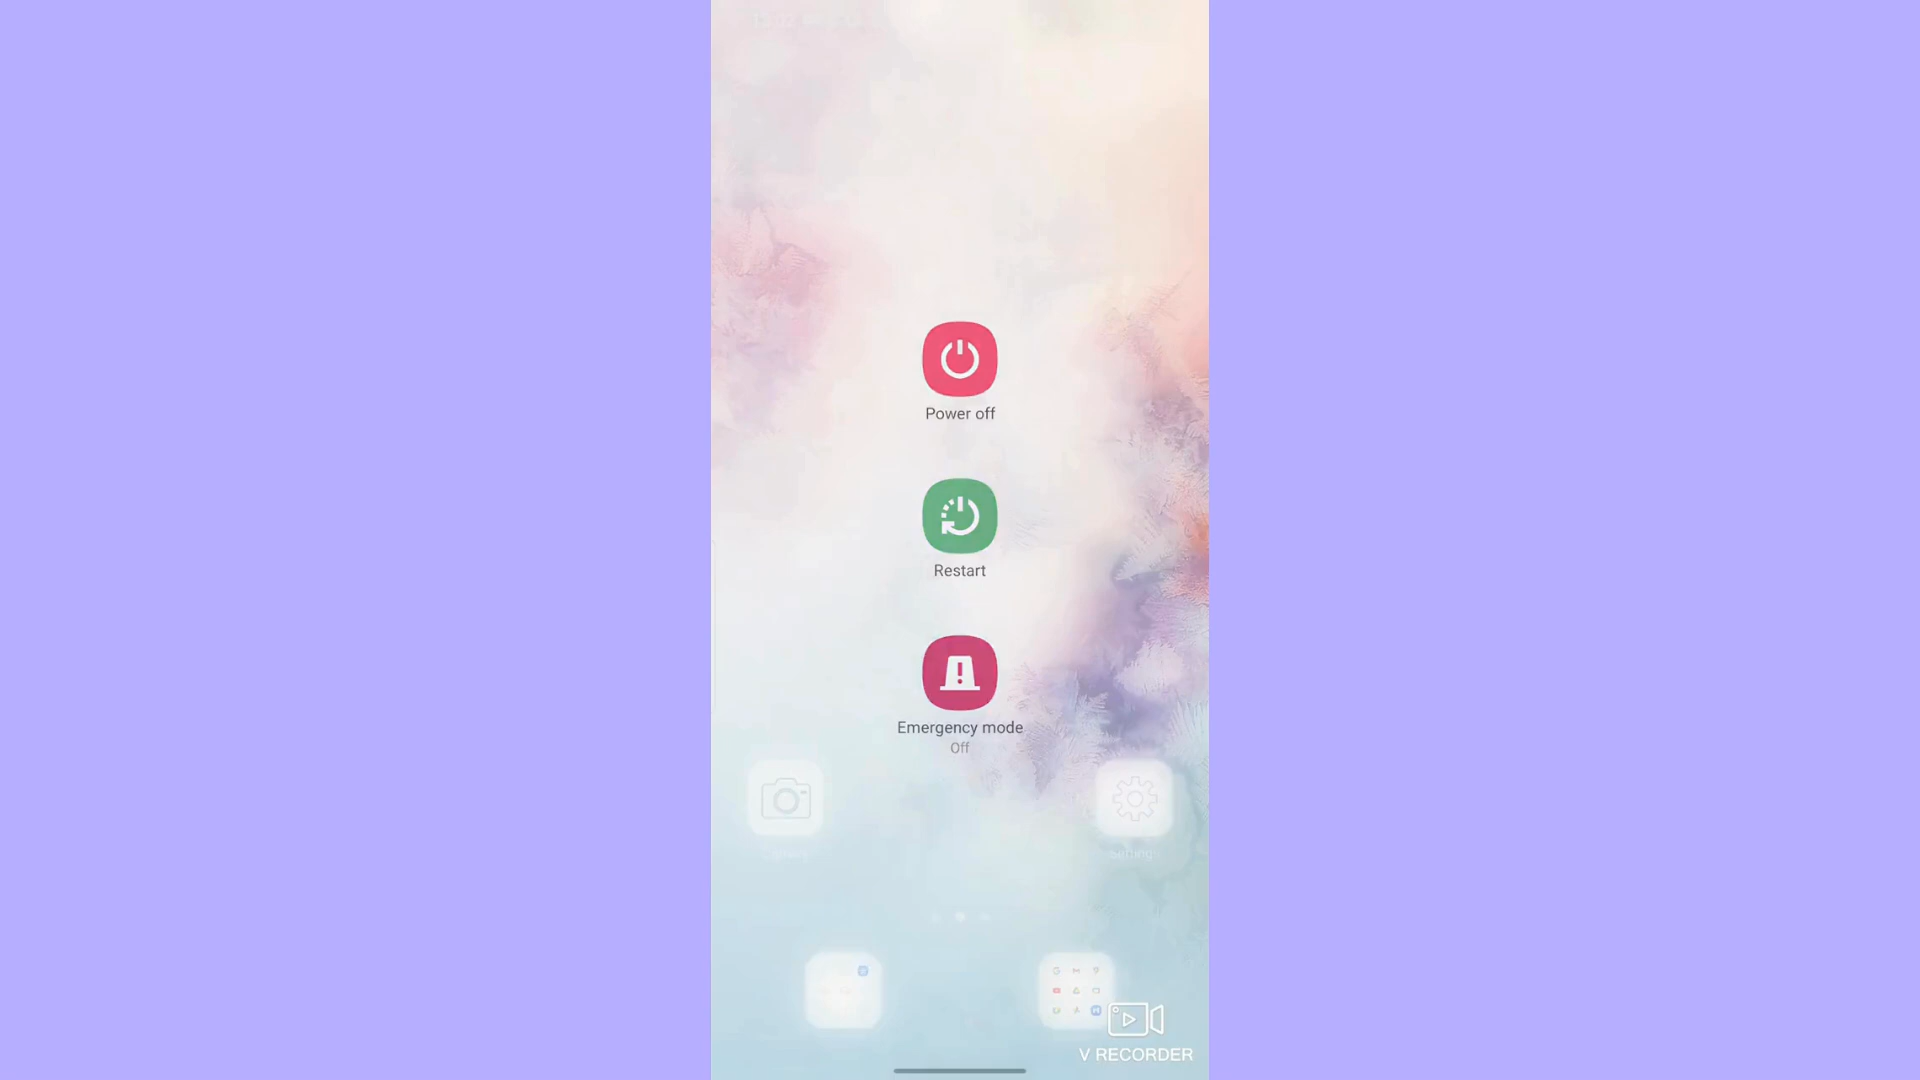 Power off
Restart
Emergency mode
Off
V RECORDER